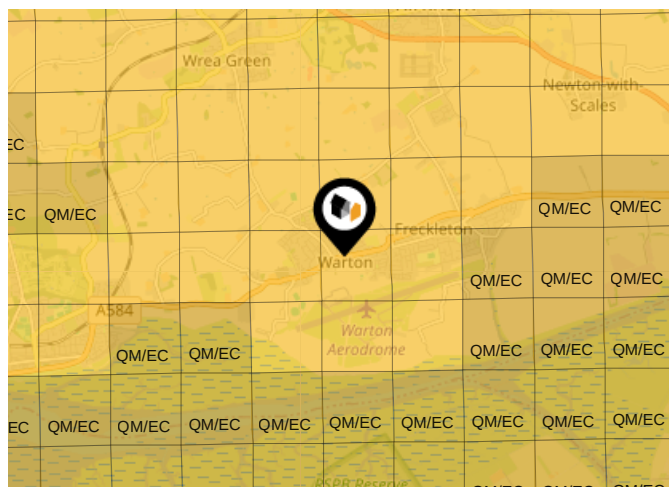 Wrea Green
Newton-with-
Scales
EC
EC QM/EC
QM/EC QM/EC
Freckleton
Warton
QM/EC QM/EC QM/EC
A584
Warton
Aerodrome
QM/EC QM/EC
QM/EC QM/EC QM/EC
EC QM/EC QM/EC QM/EC QM/EC QM/EC QM/EC QM/EC QM/EC QM/EC
RSPB Reserve